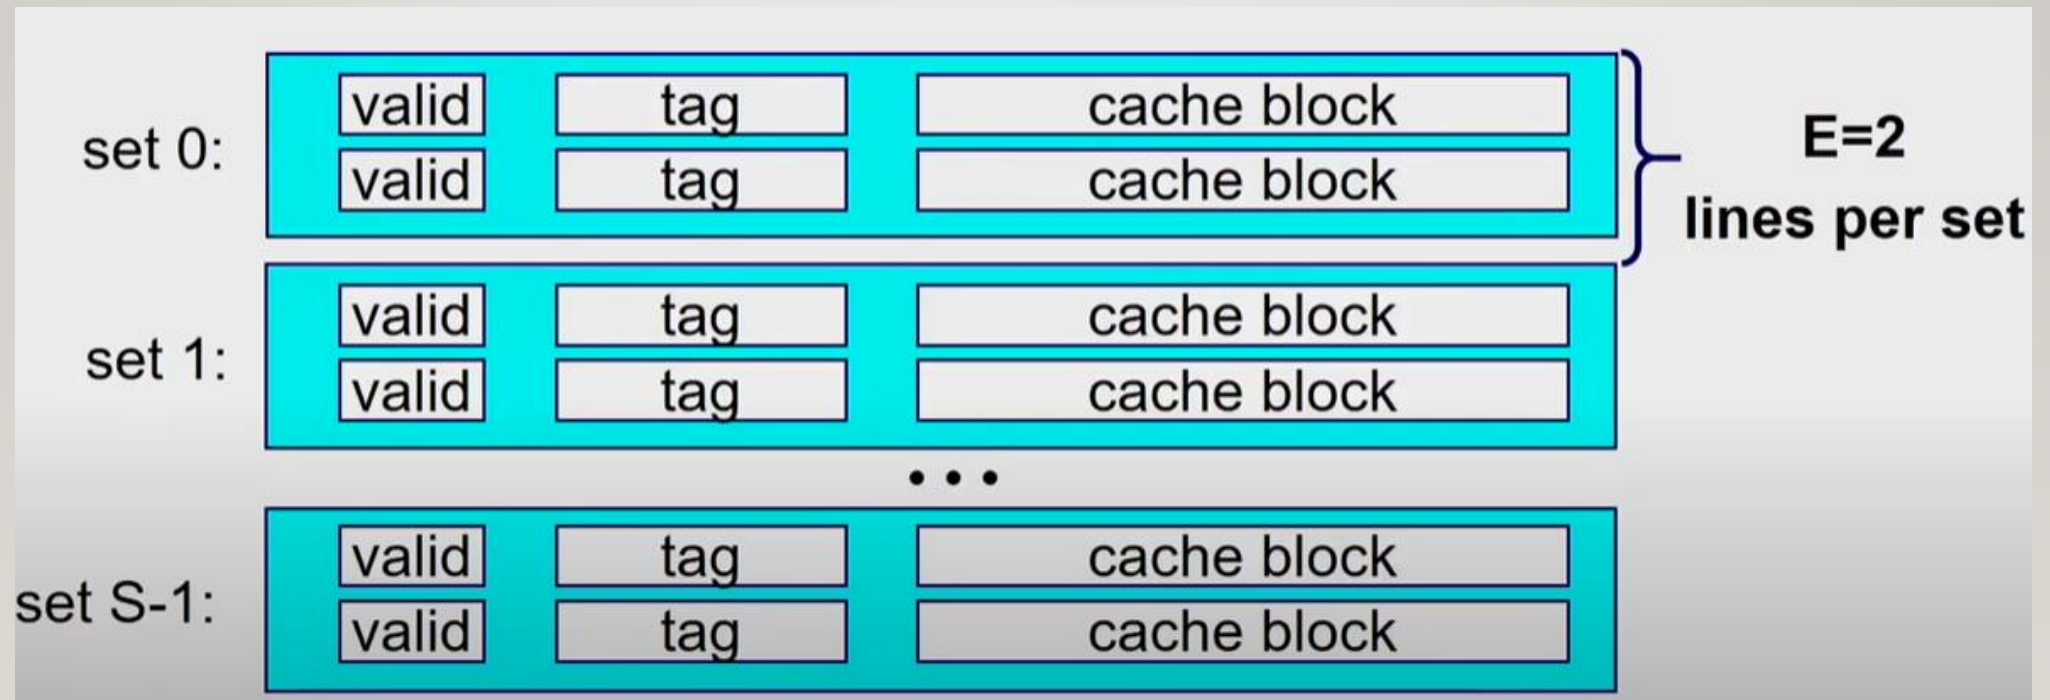 set 0:
valid tag cache block
valid tag cache block
E=2
lines per set
set 1:
valid tag cache block
valid tag cache block
...
set S-1:
valid tag cache block
valid tag cache block